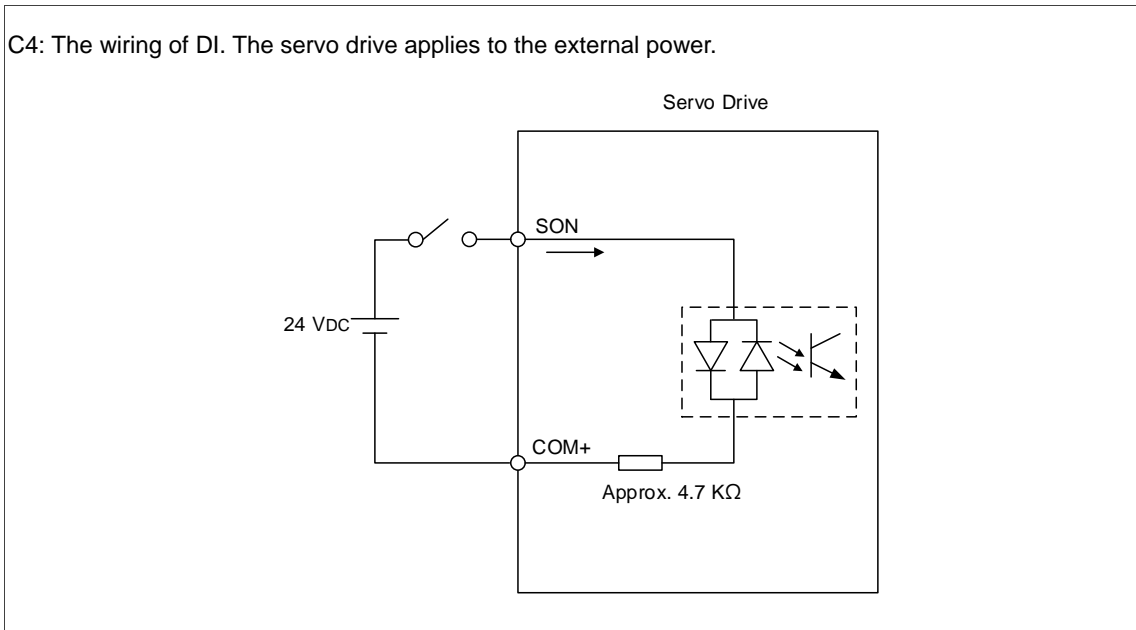 C4: The wiring of DI. The servo drive applies to the external power.
Servo Drive
SON
24 VDC
COM+
Approx. 4.7 KΩ